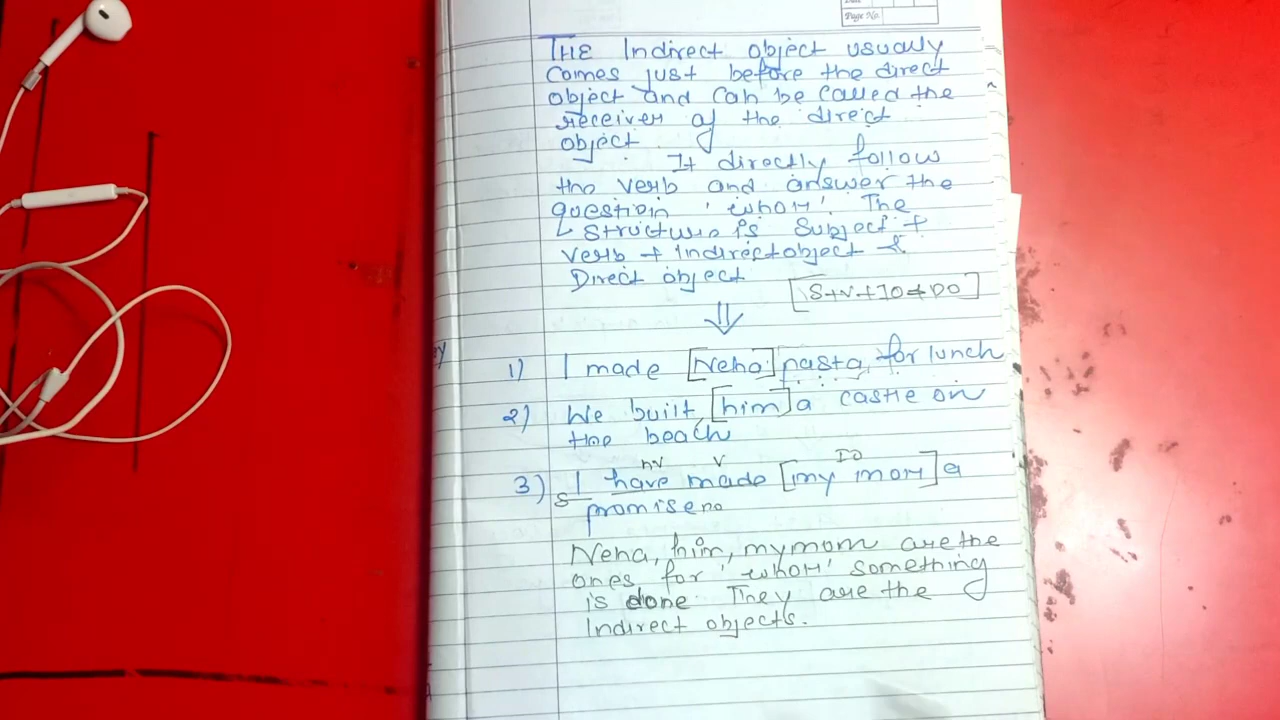 Page No.
THE Indirect object usually
comes just before the direct
object and can be called the
receiver of the direct
object.
It directly follow
the verb and answer the
question 'whom'. The
structure is Subject +
verb + Indirect object +
Direct object
[S+V+IO+DO]
1) I made [Neha] pasta for lunch
2) We built [him] a castle on
the beach
hv V IO
3) I have made [my mom] a
S
promise DO
Neha, him, my mom are the
ones for 'whom' something
is done. They are the
Indirect objects.